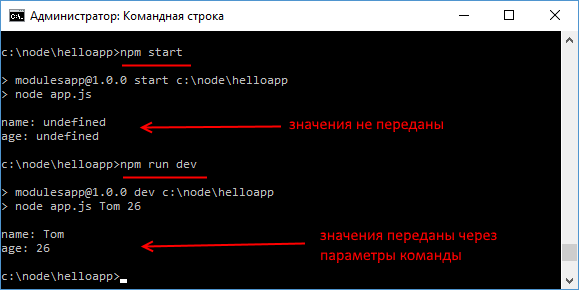 Администратор: Командная строка
c:\node\helloapp>npm start
> modulesapp@1.0.0 start c:\node\helloapp
> node app.js
name: undefined
age: undefined
значения не переданы
c:\node\helloapp>npm run dev
> modulesapp@1.0.0 dev c:\node\helloapp
> node app.js Tom 26
name: Tom
age: 26
значения переданы через
параметры команды
c:\node\helloapp>